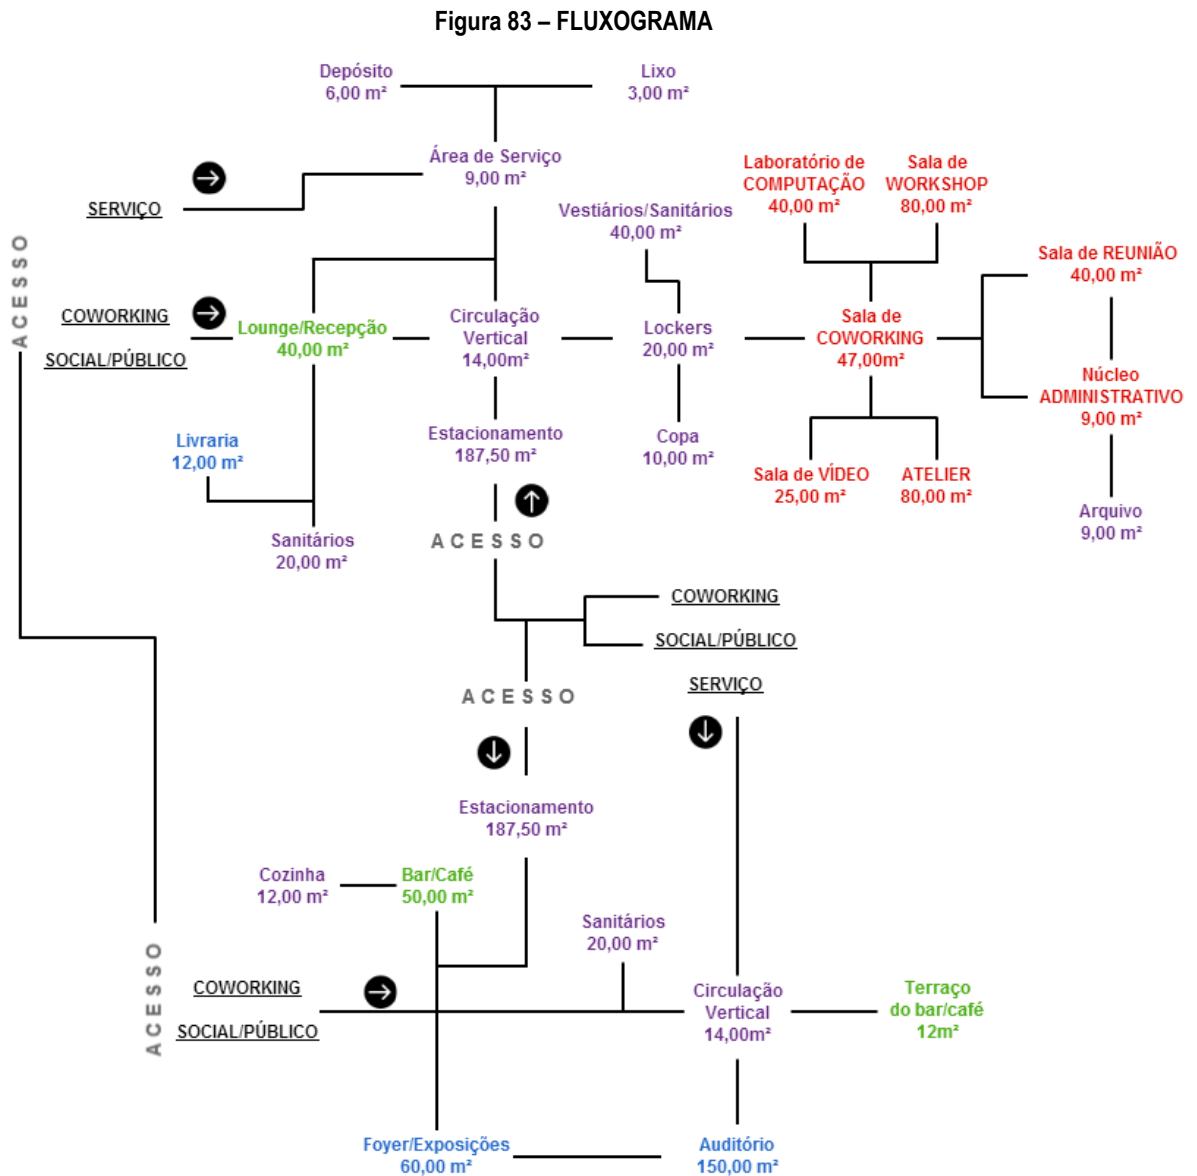 Figura 83 – FLUXOGRAMA
Depósito
6,00 m²
Lixo
3,00 m²
Área de Serviço
9,00 m²
SERVIÇO
Laboratório de
COMPUTAÇÃO
40,00 m²
Sala de
WORKSHOP
80,00 m²
Vestiários/Sanitários
40,00 m²
Sala de REUNIÃO
40,00 m²
ACESSO
COWORKING
SOCIAL/PÚBLICO
Lounge/Recepção
40,00 m²
Circulação
Vertical
14,00m²
Lockers
20,00 m²
Sala de
COWORKING
47,00m²
Núcleo
ADMINISTRATIVO
9,00 m²
Livraria
12,00 m²
Estacionamento
187,50 m²
Copa
10,00 m²
Sala de VÍDEO
25,00 m²
ATELIER
80,00 m²
Arquivo
9,00 m²
Sanitários
20,00 m²
ACESSO
COWORKING
SOCIAL/PÚBLICO
ACESSO
SERVIÇO
Estacionamento
187,50 m²
Cozinha
12,00 m²
Bar/Café
50,00 m²
Sanitários
20,00 m²
ACESSO
COWORKING
SOCIAL/PÚBLICO
Circulação
Vertical
14,00m²
Terraço
do bar/café
12m²
Foyer/Exposições
60,00 m²
Auditório
150,00 m²